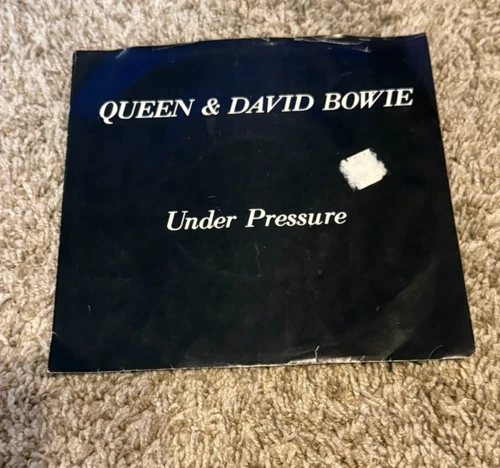 QUEEN & DAVID BOWIE
Under Pressure